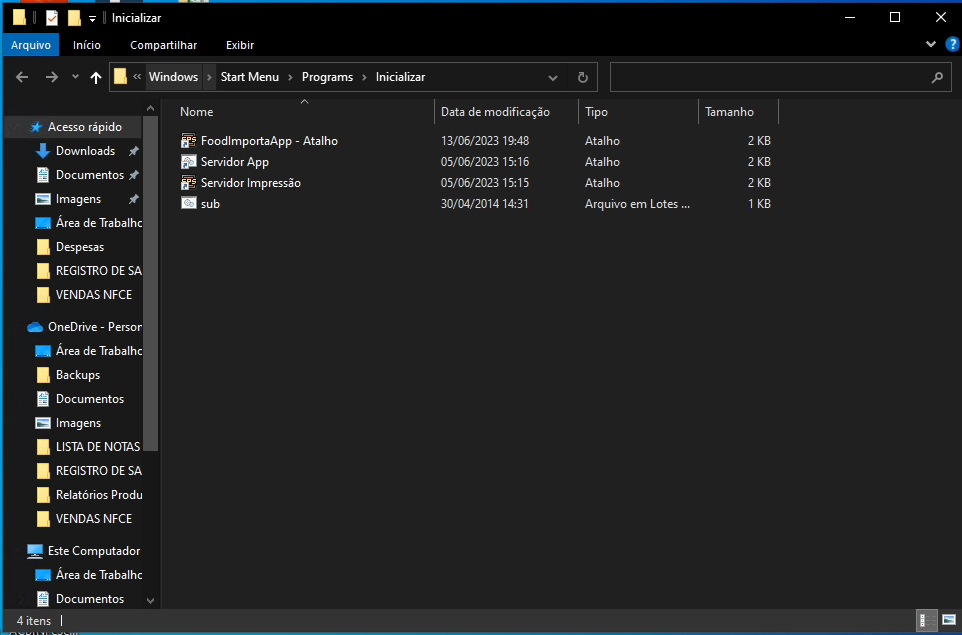 Inicializar
Arquivo Início Compartilhar Exibir
Windows Start Menu Programs Inicializar
Nome Data de modificação Tipo Tamanho
FoodImportaApp - Atalho 13/06/2023 19:48 Atalho 2 KB
Servidor App 05/06/2023 15:16 Atalho 2 KB
Servidor Impressão 05/06/2023 15:15 Atalho 2 KB
sub 30/04/2014 14:31 Arquivo em Lotes ... 1 KB
Acesso rápido
Downloads
Documentos
Imagens
Área de Trabalho
Despesas
REGISTRO DE SA
VENDAS NFCE
OneDrive - Person
Área de Trabalho
Backups
Documentos
Imagens
LISTA DE NOTAS
REGISTRO DE SA
Relatórios Produ
VENDAS NFCE
Este Computador
Área de Trabalho
Documentos
4 itens